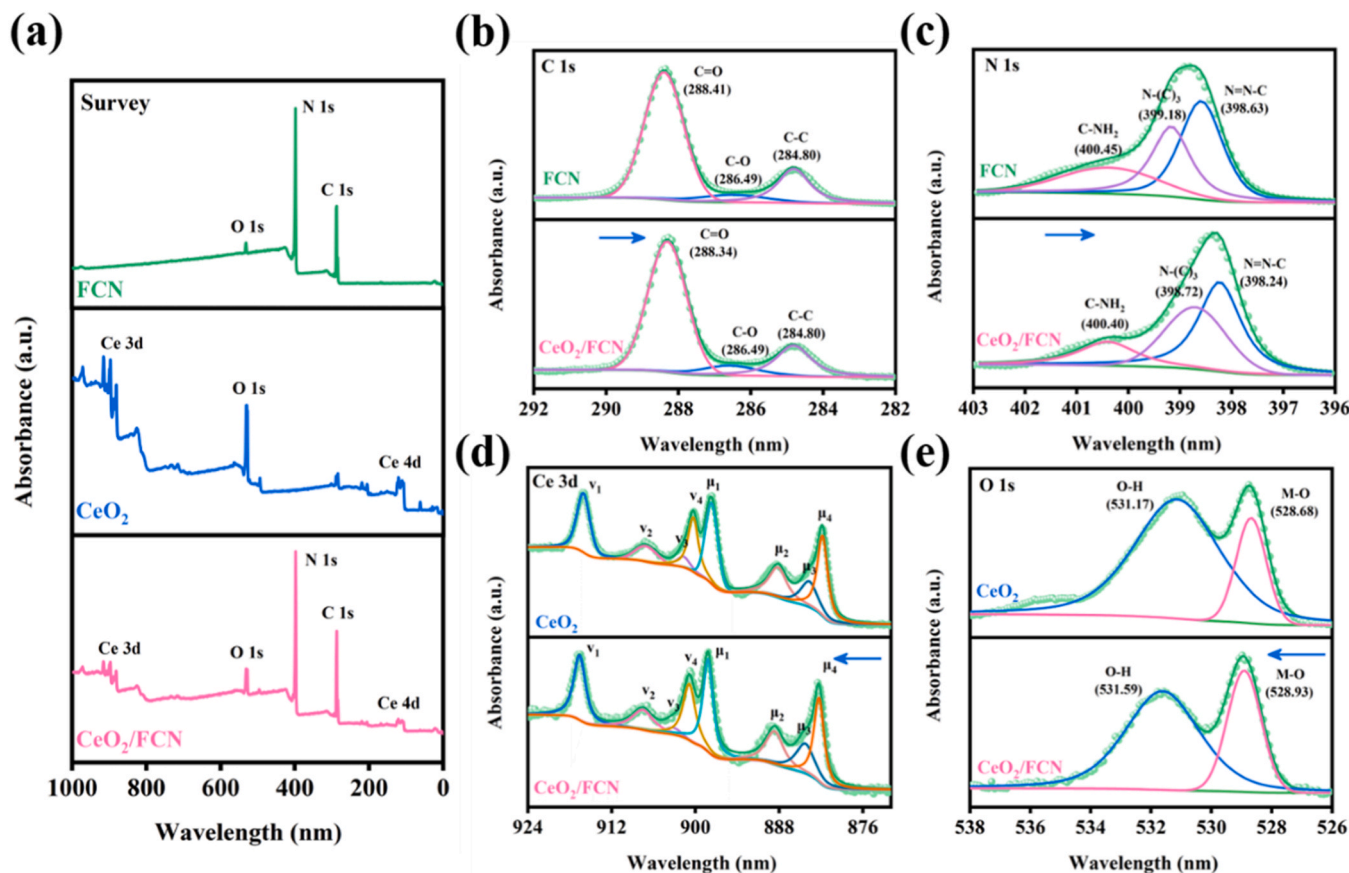 (a)
Survey
N 1s
C 1s
O 1s
FCN
Ce 3d
O 1s
Ce 4d
CeO₂
N 1s
C 1s
Ce 3d
O 1s
Ce 4d
CeO₂/FCN
1000 800 600 400 200 0
Wavelength (nm)
Absorbance (a.u.)
(b)
C 1s
C=O
(288.41)
C-O
(286.49)
C-C
(284.80)
FCN
C=O
(288.34)
C-O
(286.49)
C-C
(284.80)
CeO₂/FCN
292 290 288 286 284 282
Wavelength (nm)
Absorbance (a.u.)
(c)
N 1s
N-(C)₃
(399.18)
N=N-C
(398.63)
C-NH₂
(400.45)
FCN
N-(C)₃
(398.72)
N=N-C
(398.24)
C-NH₂
(400.40)
CeO₂/FCN
403 402 401 400 399 398 397 396
Wavelength (nm)
Absorbance (a.u.)
(d)
Ce 3d
v₁
v₂
v₃
v₄
μ₁
μ₂
μ₃
μ₄
CeO₂
v₁
v₂
v₃
v₄
μ₁
μ₂
μ₃
μ₄
CeO₂/FCN
924 912 900 888 876
Wavelength (nm)
Absorbance (a.u.)
(e)
O 1s
O-H
(531.17)
M-O
(528.68)
CeO₂
O-H
(531.59)
M-O
(528.93)
CeO₂/FCN
538 536 534 532 530 528 526
Wavelength (nm)
Absorbance (a.u.)